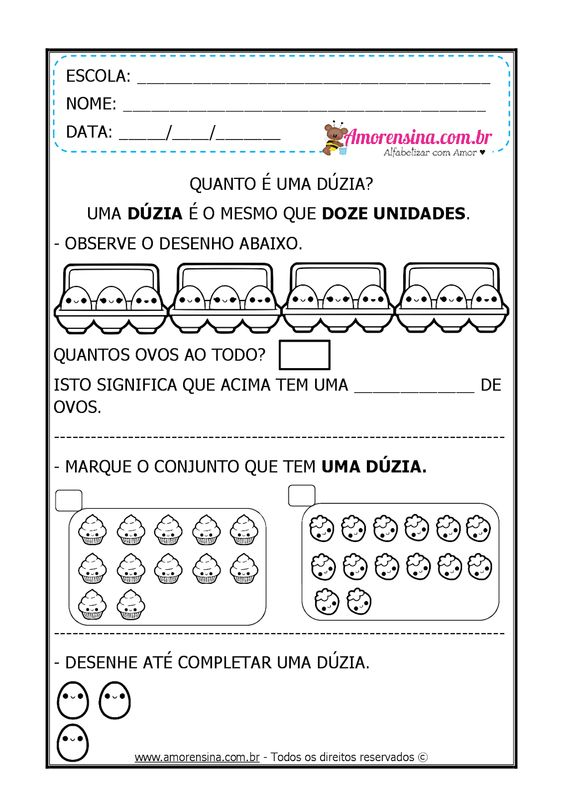 ESCOLA: ______________________________________
NOME: _______________________________________
DATA: _____/____/_______
Amorensina.com.br
Alfabetizar com Amor ♥
QUANTO É UMA DÚZIA?
UMA DÚZIA É O MESMO QUE DOZE UNIDADES.
- OBSERVE O DESENHO ABAIXO.
QUANTOS OVOS AO TODO?
ISTO SIGNIFICA QUE ACIMA TEM UMA _____________ DE
OVOS.
- MARQUE O CONJUNTO QUE TEM UMA DÚZIA.
- DESENHE ATÉ COMPLETAR UMA DÚZIA.
www.amorensina.com.br - Todos os direitos reservados ©